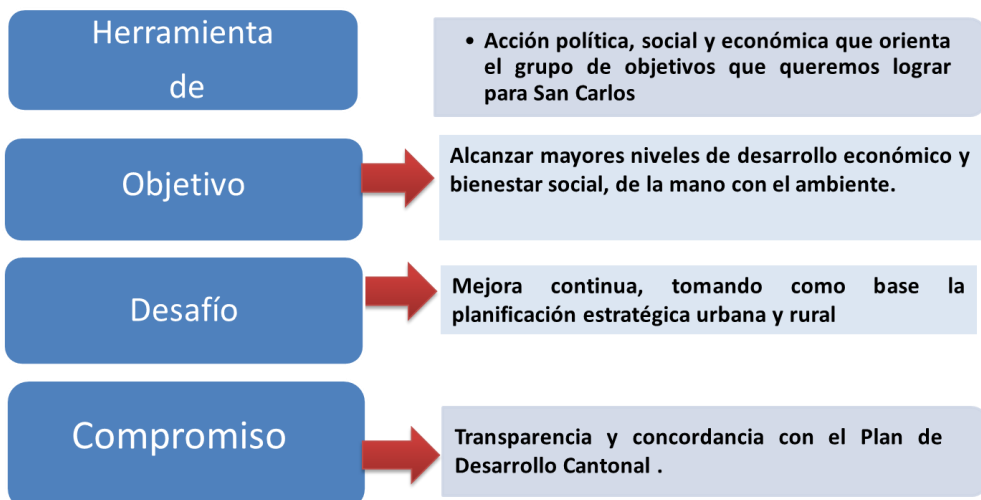 Herramienta
de
• Acción política, social y económica que orienta
el grupo de objetivos que queremos lograr
para San Carlos
Objetivo
Alcanzar mayores niveles de desarrollo económico y
bienestar social, de la mano con el ambiente.
Desafío
Mejora continua, tomando como base la
planificación estratégica urbana y rural
Compromiso
Transparencia y concordancia con el Plan de
Desarrollo Cantonal .